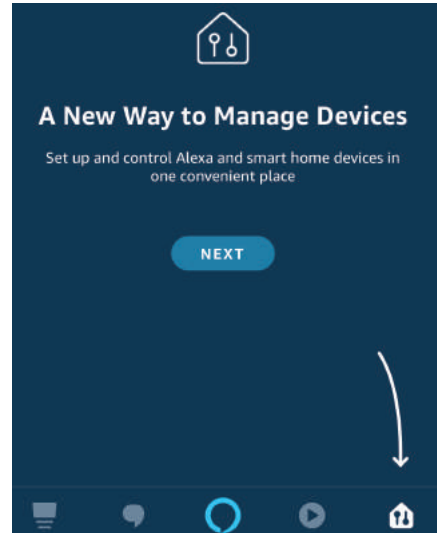 A New Way to Manage Devices
Set up and control Alexa and smart home devices in
one convenient place
NEXT